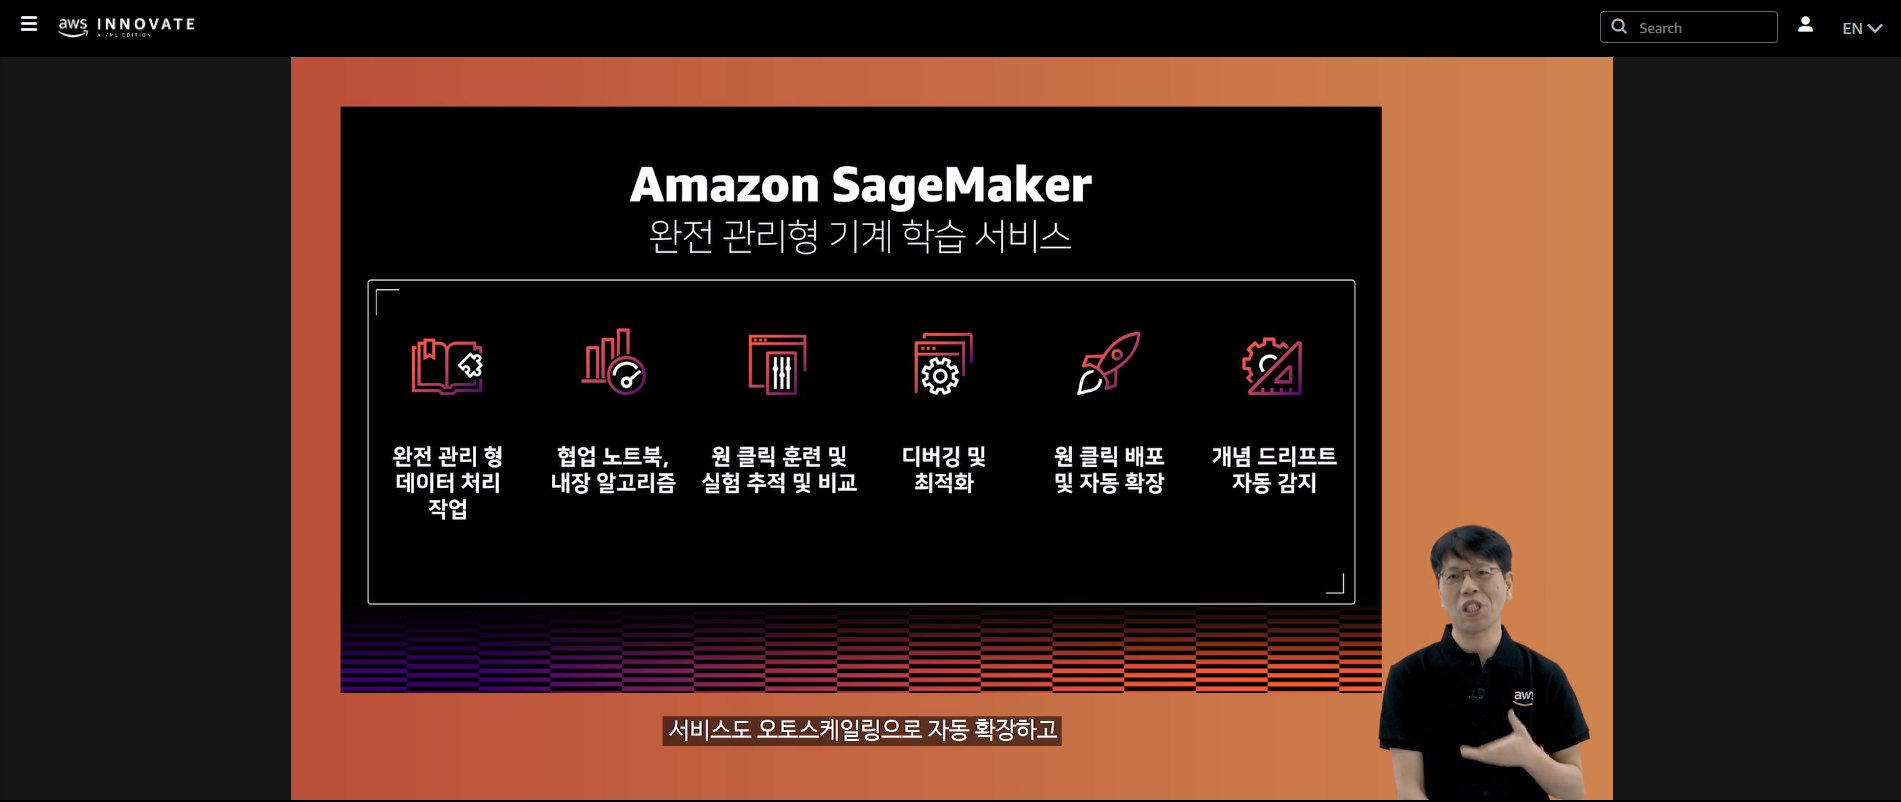 aws INNOVATE
AI/ML EDITION
Search
EN
Amazon SageMaker
완전 관리형 기계 학습 서비스
완전 관리 형
데이터 처리
작업
협업 노트북,
내장 알고리즘
원 클릭 훈련 및
실험 추적 및 비교
디버깅 및
최적화
원 클릭 배포
및 자동 확장
개념 드리프트
자동 감지
aws
서비스도 오토스케일링으로 자동 확장하고